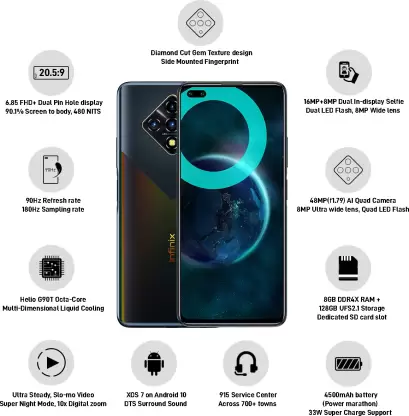 Diamond Cut Gem Texture design
Side Mounted Fingerprint
20.5:9
6.85 FHD+ Dual Pin Hole display
90.1% Screen to body, 480 NITS
16MP+8MP Dual In-display Selfie
Dual LED Flash, 8MP Wide lens
90Hz Refresh rate
180Hz Sampling rate
48MP(f1.79) AI Quad Camera
8MP Ultra wide lens, Quad LED Flash
infinix
Helio G90T Octa-Core
Multi-Dimensional Liquid Cooling
8GB DDR4X RAM +
128GB UFS2.1 Storage
Dedicated SD card slot
Ultra Steady, Slo-mo Video
Super Night Mode, 10x Digital zoom
XOS 7 on Android 10
DTS Surround Sound
915 Service Center
Across 700+ towns
4500mAh battery
(Power marathon)
33W Super Charge Support